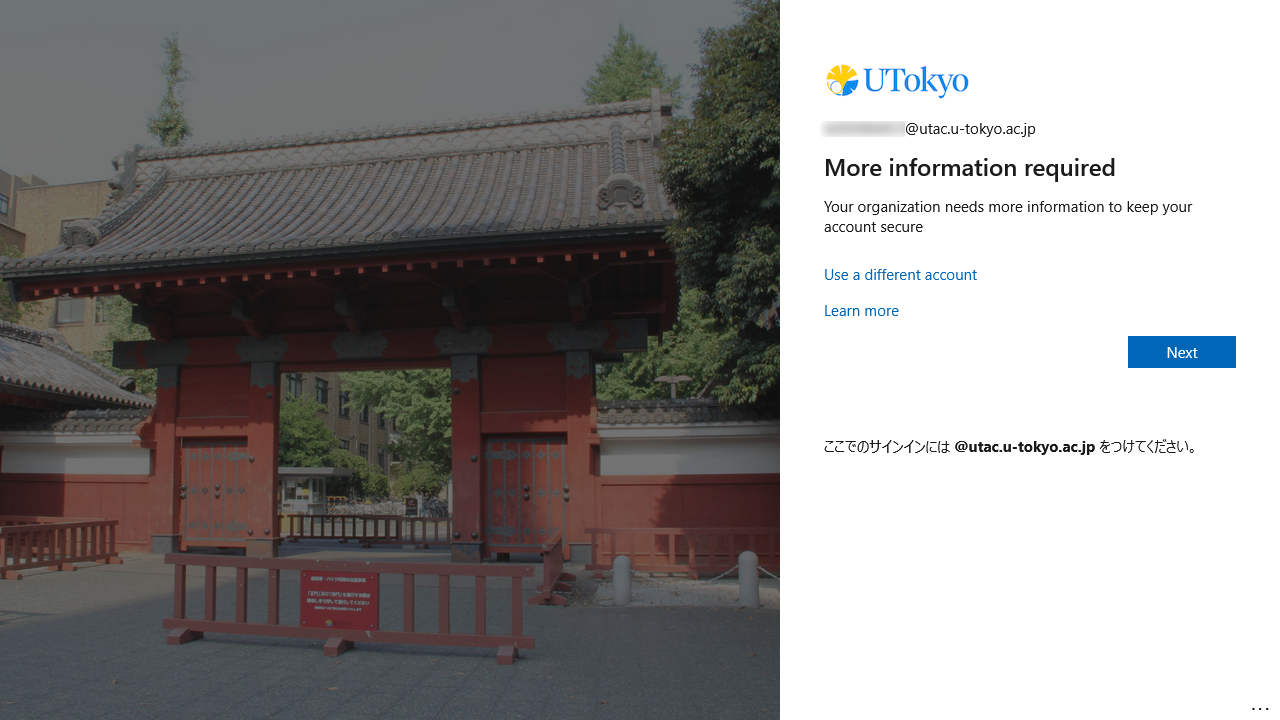 UTokyo
@utac.u-tokyo.ac.jp
More information required
Your organization needs more information to keep your
account secure
Use a different account
Learn more
Next
ここでのサインインには @utac.u-tokyo.ac.jp をつけてください。